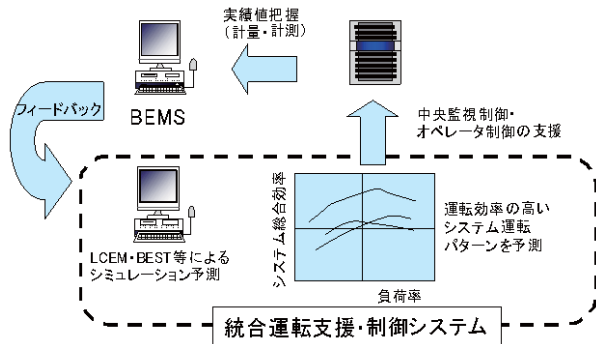 実績値把握
(計量・計測)
フィードバック
BEMS
中央監視制御・
オペレータ制御の支援
システム総合効率
運転効率の高い
システム運転
パターンを予測
LCEM・BEST等による
シミュレーション予測
負荷率
統合運転支援・制御システム